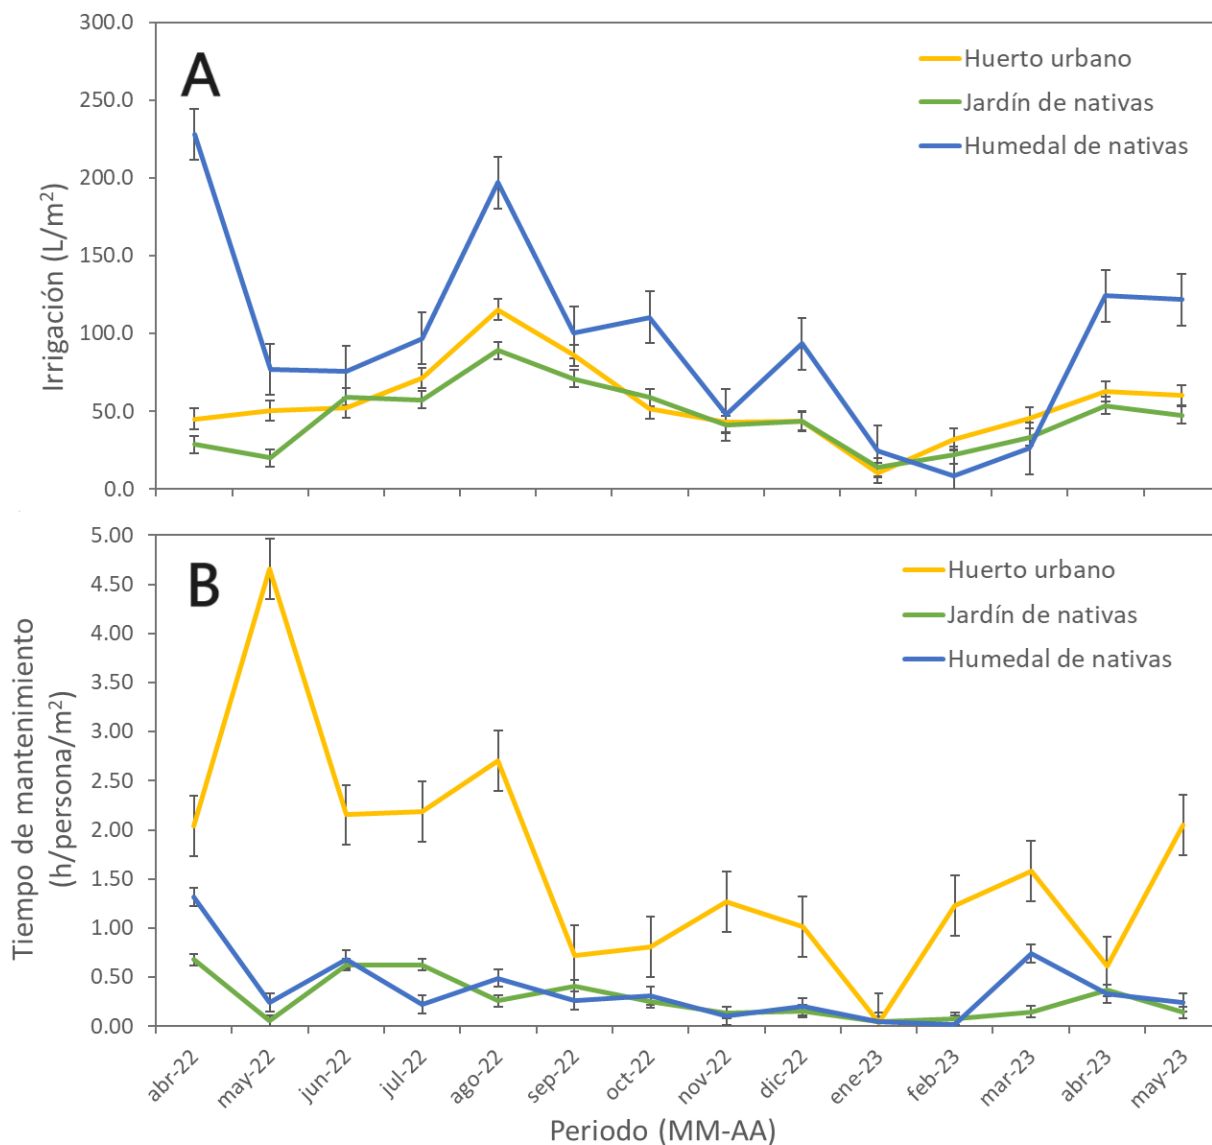 A
300.0
250.0
200.0
150.0
100.0
50.0
0.0
Irrigación (L/m²)
Huerto urbano
Jardín de nativas
Humedal de nativas
B
5.00
4.50
4.00
3.50
3.00
2.50
2.00
1.50
1.00
0.50
0.00
Tiempo de mantenimiento
(h/persona/m²)
Huerto urbano
Jardín de nativas
Humedal de nativas
abr-22
may-22
jun-22
jul-22
ago-22
sep-22
oct-22
nov-22
dic-22
ene-23
feb-23
mar-23
abr-23
may-23
Periodo (MM-AA)